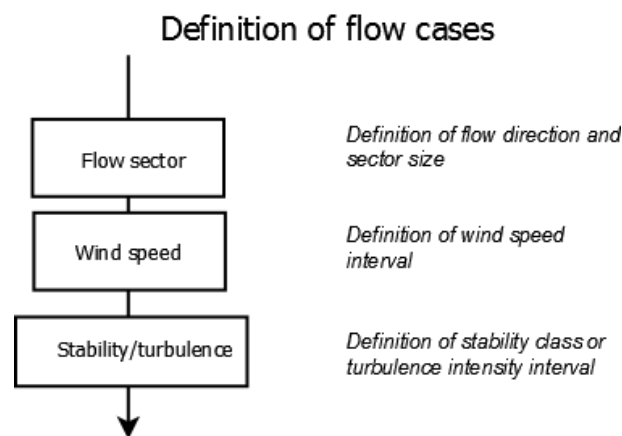 Definition of flow cases
Flow sector
Definition of flow direction and
sector size
Wind speed
Definition of wind speed
interval
Stability/turbulence
Definition of stability class or
turbulence intensity interval